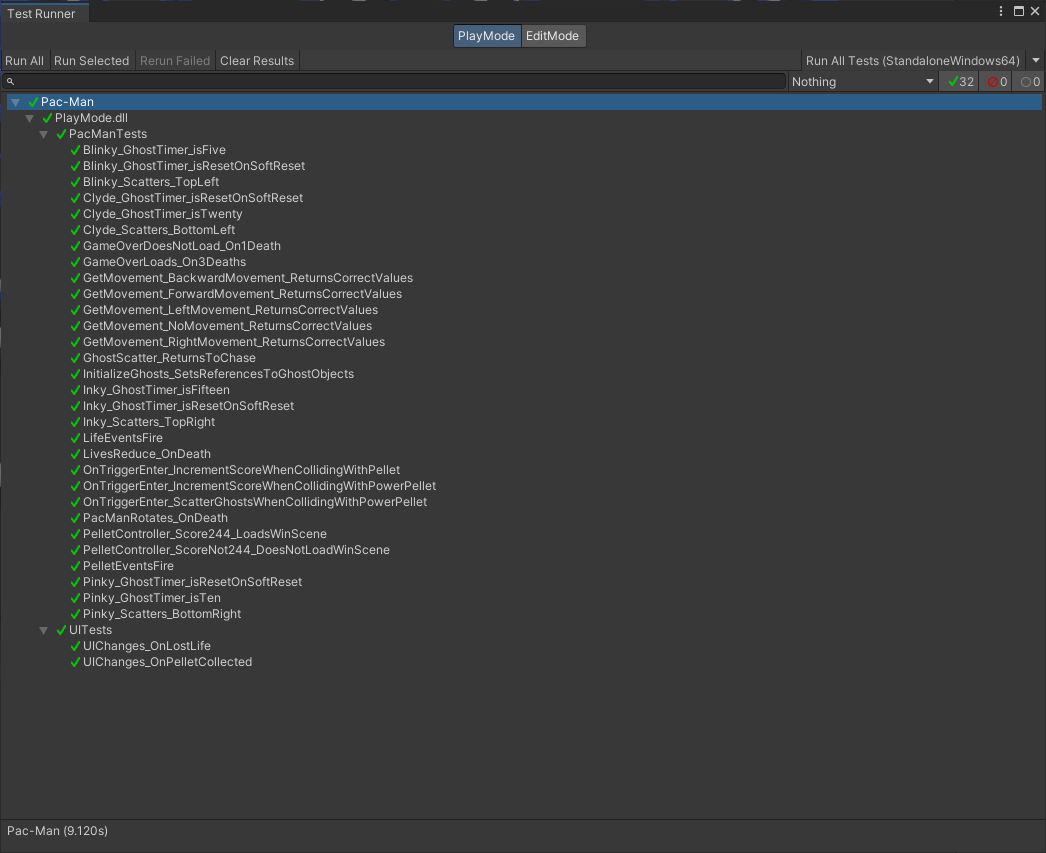 Test Runner
PlayMode EditMode
Run All Run Selected Rerun Failed Clear Results Run All Tests (StandaloneWindows64)
Nothing 32 0 0
Pac-Man
PlayMode.dll
PacManTests
Blinky_GhostTimer_isFive
Blinky_GhostTimer_isResetOnSoftReset
Blinky_Scatters_TopLeft
Clyde_GhostTimer_isResetOnSoftReset
Clyde_GhostTimer_isTwenty
Clyde_Scatters_BottomLeft
GameOverDoesNotLoad_On1Death
GameOverLoads_On3Deaths
GetMovement_BackwardMovement_ReturnsCorrectValues
GetMovement_ForwardMovement_ReturnsCorrectValues
GetMovement_LeftMovement_ReturnsCorrectValues
GetMovement_NoMovement_ReturnsCorrectValues
GetMovement_RightMovement_ReturnsCorrectValues
GhostScatter_ReturnsToChase
InitializeGhosts_SetsReferencesToGhostObjects
Inky_GhostTimer_isFifteen
Inky_GhostTimer_isResetOnSoftReset
Inky_Scatters_TopRight
LifeEventsFire
LivesReduce_OnDeath
OnTriggerEnter_IncrementScoreWhenCollidingWithPellet
OnTriggerEnter_IncrementScoreWhenCollidingWithPowerPellet
OnTriggerEnter_ScatterGhostsWhenCollidingWithPowerPellet
PacManRotates_OnDeath
PelletController_Score244_LoadsWinScene
PelletController_ScoreNot244_DoesNotLoadWinScene
PelletEventsFire
Pinky_GhostTimer_isResetOnSoftReset
Pinky_GhostTimer_isTen
Pinky_Scatters_BottomRight
UITests
UIChanges_OnLostLife
UIChanges_OnPelletCollected
Pac-Man (9.120s)